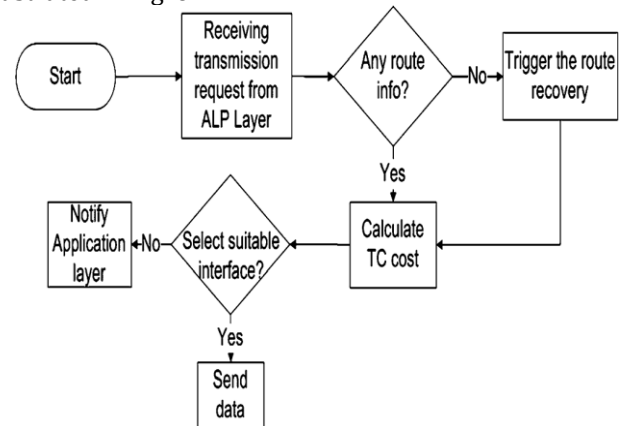 Start
Receiving
transmission
request from
ALP Layer
Any route
info?
No
Trigger the route
recovery
Yes
Calculate
TC cost
Select suitable
interface?
No
Notify
Application
layer
Yes
Send
data